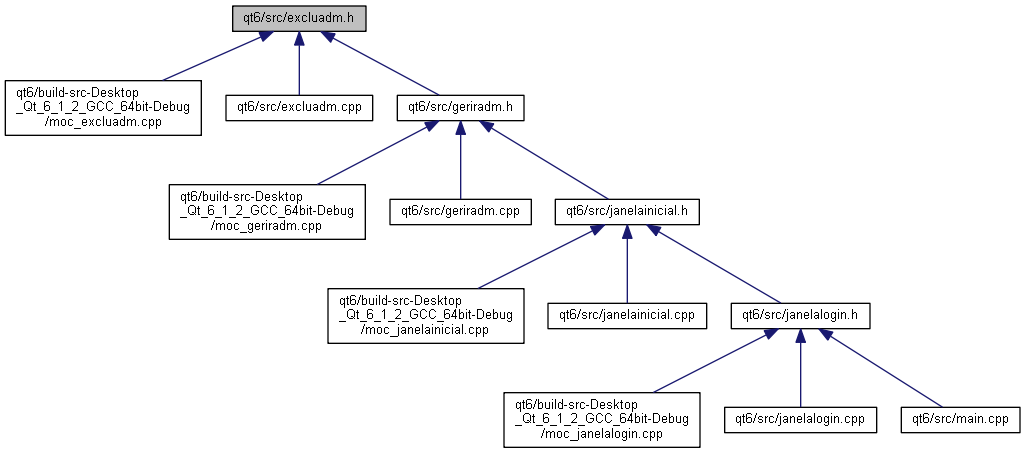 qt6/src/excluadm.h
qt6/build-src-Desktop
_Qt_6_1_2_GCC_64bit-Debug
/moc_excluadm.cpp
qt6/src/excluadm.cpp
qt6/src/geriradm.h
qt6/build-src-Desktop
_Qt_6_1_2_GCC_64bit-Debug
/moc_geriradm.cpp
qt6/src/geriradm.cpp
qt6/src/janelainicial.h
qt6/build-src-Desktop
_Qt_6_1_2_GCC_64bit-Debug
/moc_janelainicial.cpp
qt6/src/janelainicial.cpp
qt6/src/janelalogin.h
qt6/build-src-Desktop
_Qt_6_1_2_GCC_64bit-Debug
/moc_janelalogin.cpp
qt6/src/janelalogin.cpp
qt6/src/main.cpp